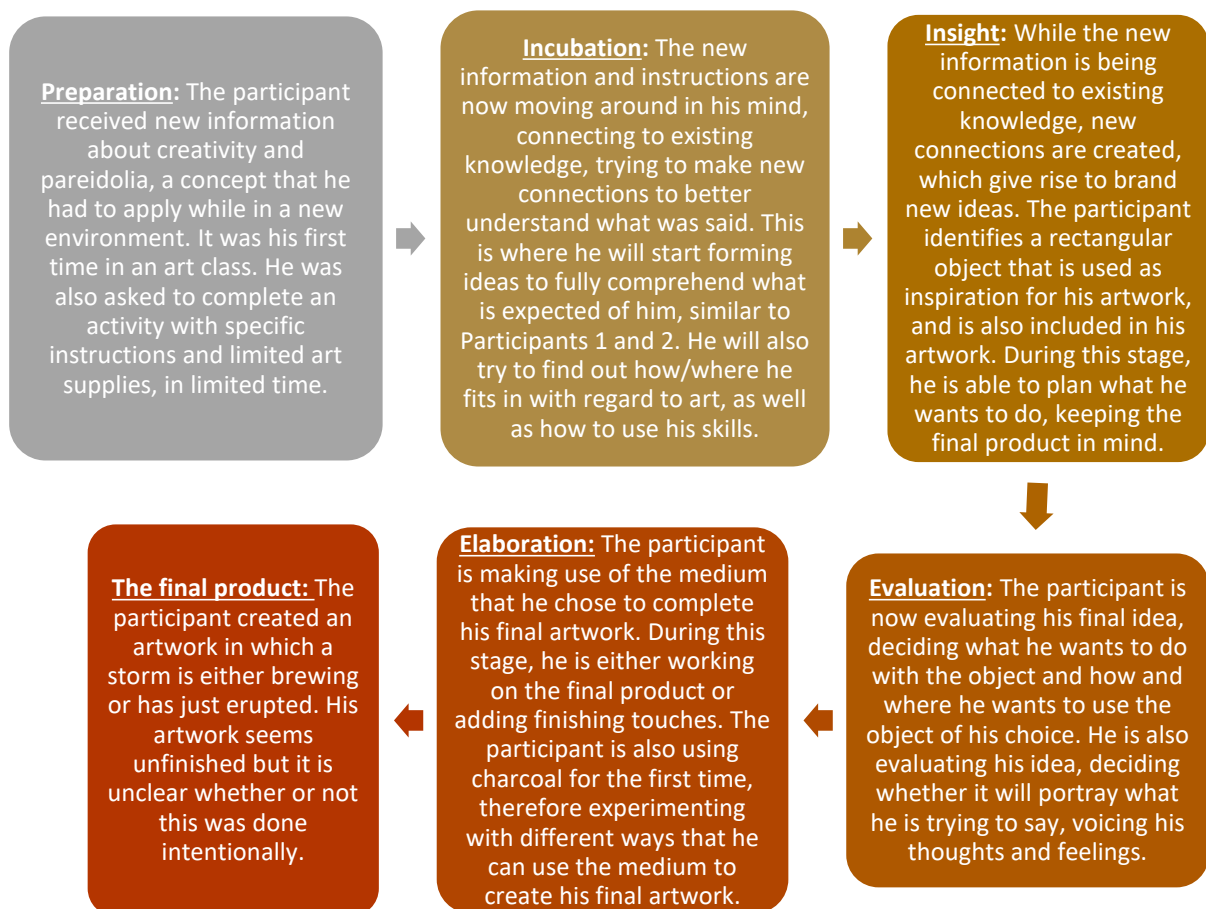 Preparation: The participant
received new information
about creativity and
pareidolia, a concept that he
had to apply while in a new
environment. It was his first
time in an art class. He was
also asked to complete an
activity with specific
instructions and limited art
supplies, in limited time.
Incubation: The new
information and instructions are
now moving around in his mind,
connecting to existing
knowledge, trying to make new
connections to better
understand what was said. This
is where he will start forming
ideas to fully comprehend what
is expected of him, similar to
Participants 1 and 2. He will also
try to find out how/where he
fits in with regard to art, as well
as how to use his skills.
Insight: While the new
information is being
connected to existing
knowledge, new
connections are created,
which give rise to brand
new ideas. The participant
identifies a rectangular
object that is used as
inspiration for his artwork,
and is also included in his
artwork. During this stage,
he is able to plan what he
wants to do, keeping the
final product in mind.
Evaluation: The participant is
now evaluating his final idea,
deciding what he wants to do
with the object and how and
where he wants to use the
object of his choice. He is also
evaluating his idea, deciding
whether it will portray what
he is trying to say, voicing his
thoughts and feelings.
Elaboration: The participant
is making use of the medium
that he chose to complete
his final artwork. During this
stage, he is either working
on the final product or
adding finishing touches. The
participant is also using
charcoal for the first time,
therefore experimenting
with different ways that he
can use the medium to
create his final artwork.
The final product: The
participant created an
artwork in which a
storm is either brewing
or has just erupted. His
artwork seems
unfinished but it is
unclear whether or not
this was done
intentionally.